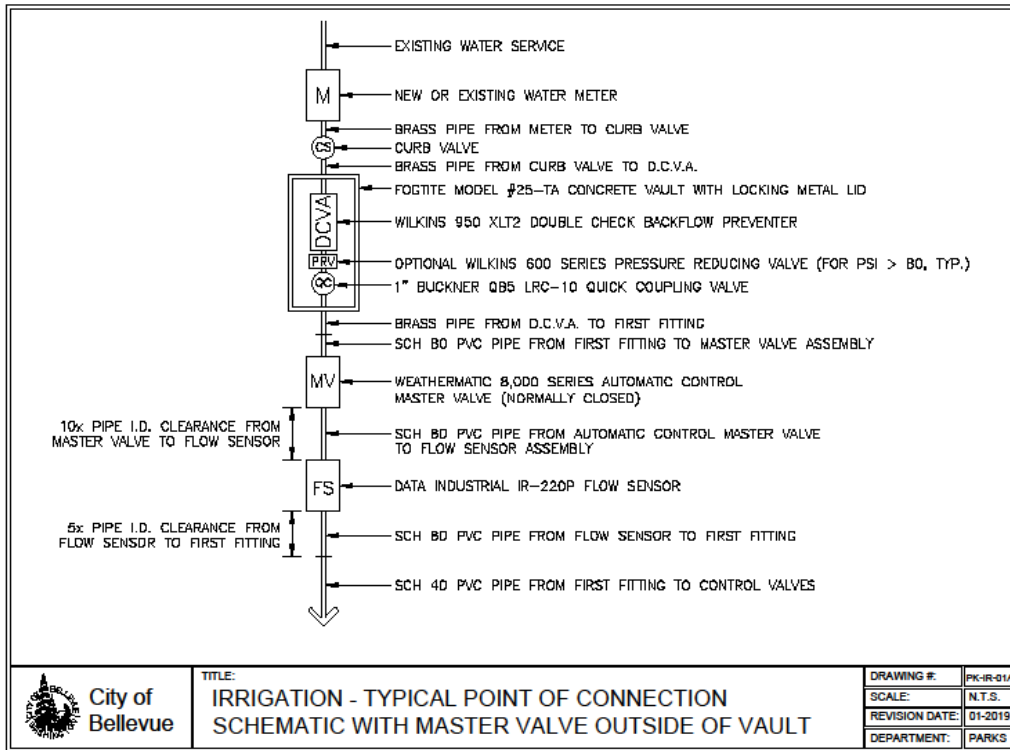 EXISTING WATER SERVICE
M
NEW OR EXISTING WATER METER
BRASS PIPE FROM METER TO CURB VALVE
CS
CURB VALVE
BRASS PIPE FROM CURB VALVE TO D.C.V.A.
FOGTITE MODEL #25-TA CONCRETE VAULT WITH LOCKING METAL LID
DCVA
WILKINS 950 XLT2 DOUBLE CHECK BACKFLOW PREVENTER
PRV
OPTIONAL WILKINS 600 SERIES PRESSURE REDUCING VALVE (FOR PSI > 80, TYP.)
QC
1" BUCKNER QB5 LRC-10 QUICK COUPLING VALVE
BRASS PIPE FROM D.C.V.A. TO FIRST FITTING
SCH 80 PVC PIPE FROM FIRST FITTING TO MASTER VALVE ASSEMBLY
MV
WEATHERMATIC 8,000 SERIES AUTOMATIC CONTROL
MASTER VALVE (NORMALLY CLOSED)
10x PIPE I.D. CLEARANCE FROM
MASTER VALVE TO FLOW SENSOR
SCH 80 PVC PIPE FROM AUTOMATIC CONTROL MASTER VALVE
TO FLOW SENSOR ASSEMBLY
FS
DATA INDUSTRIAL IR-220P FLOW SENSOR
5x PIPE I.D. CLEARANCE FROM
FLOW SENSOR TO FIRST FITTING
SCH 80 PVC PIPE FROM FLOW SENSOR TO FIRST FITTING
SCH 40 PVC PIPE FROM FIRST FITTING TO CONTROL VALVES
City of
Bellevue
TITLE:
IRRIGATION - TYPICAL POINT OF CONNECTION
SCHEMATIC WITH MASTER VALVE OUTSIDE OF VAULT
DRAWING #: PK-IR-01A
SCALE: N.T.S.
REVISION DATE: 01-2019
DEPARTMENT: PARKS